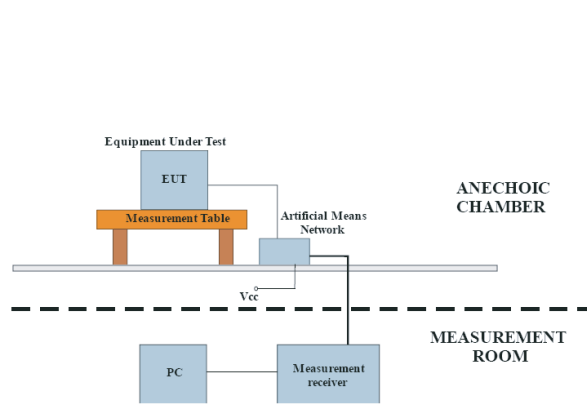 Equipment Under Test
EUT
ANECHOIC
CHAMBER
Measurement Table
Artificial Means
Network
Vcc
MEASUREMENT
ROOM
PC
Measurement
receiver